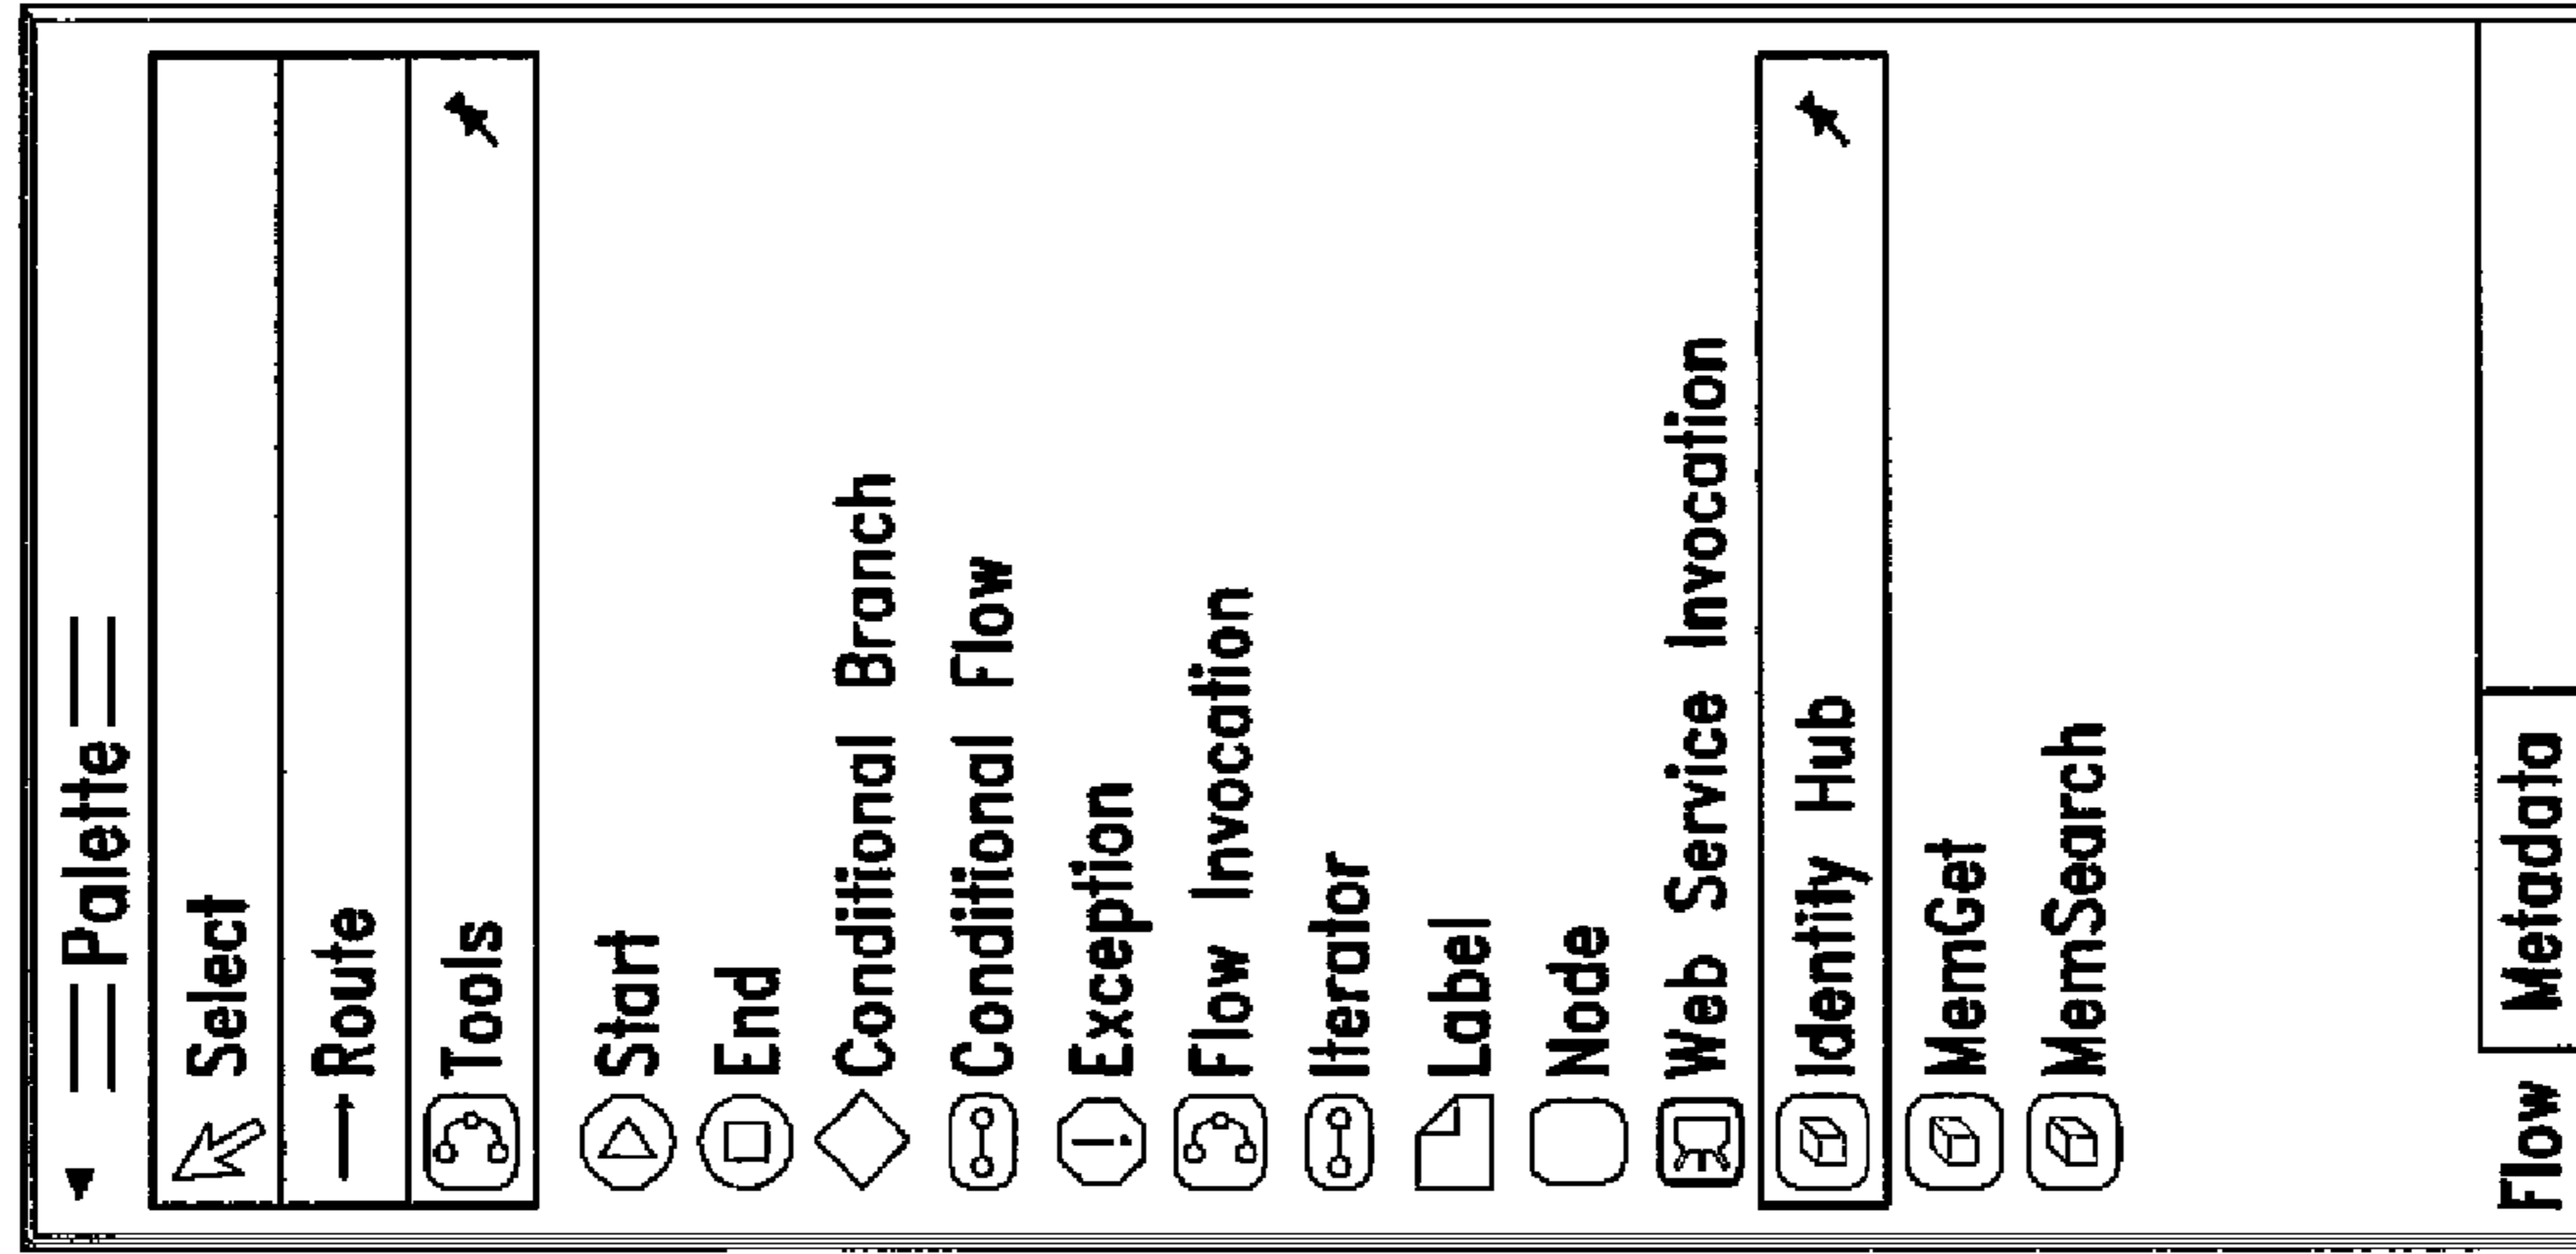 Palette
Select
Route
Tools
Start
End
Conditional Branch
Conditional Flow
Exception
Flow Invocation
Iterator
Label
Node
Web Service Invocation
Identity Hub
MemGet
MemSearch
Flow Metadata